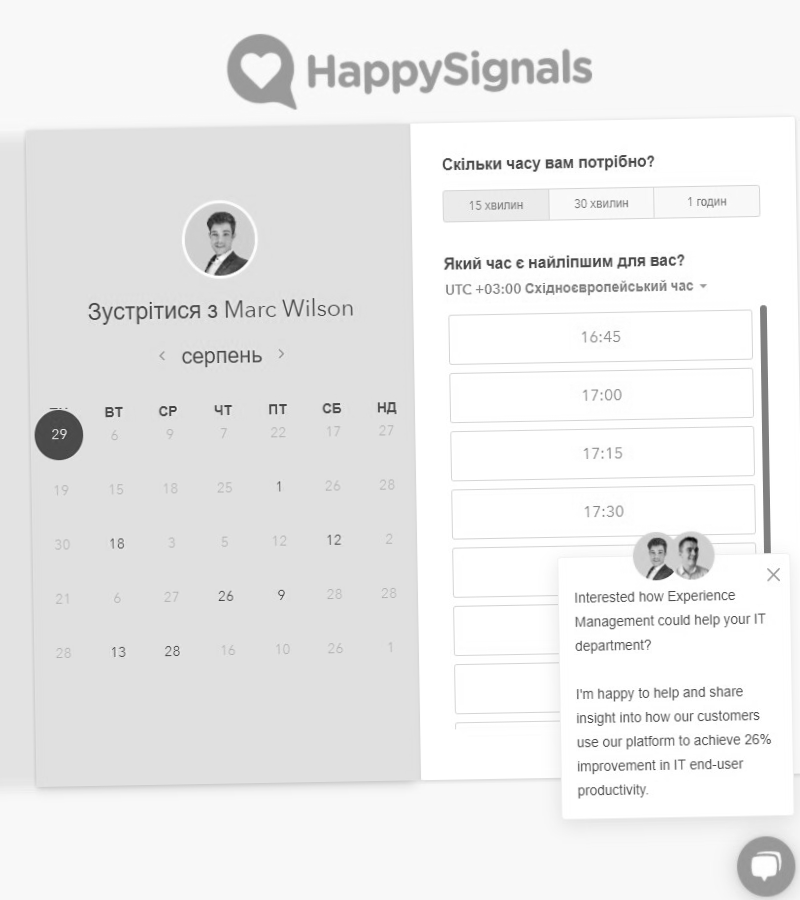 HappySignals
Зустрітися з Marc Wilson
серпень
ВТ СР ЧТ ПТ СБ НД
29 6 9 7 22 17 27
19 15 18 25 1 26 28
30 18 3 5 12 12 2
21 6 27 26 9 28 28
28 13 28 16 10 26 1
Скільки часу вам потрібно?
15 хвилин 30 хвилин 1 годин
Який час є найліпшим для вас?
UTC +03:00 Східноєвропейський час
16:45
17:00
17:15
17:30
Interested how Experience
Management could help your IT
department?
I'm happy to help and share
insight into how our customers
use our platform to achieve 26%
improvement in IT end-user
productivity.